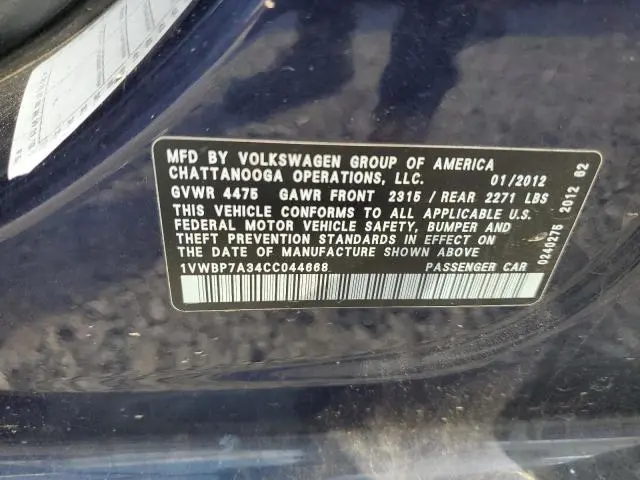 MFD BY VOLKSWAGEN GROUP OF AMERICA
CHATTANOOGA OPERATIONS, LLC. 01/2012
GVWR 4475 GAWR FRONT 2315 / REAR 2271 LBS
THIS VEHICLE CONFORMS TO ALL APPLICABLE U.S.
FEDERAL MOTOR VEHICLE SAFETY, BUMPER AND
THEFT PREVENTION STANDARDS IN EFFECT ON
THE DATE OF MANUFACTURE SHOWN ABOVE
1VWBP7A34CC044668 PASSENGER CAR
0240276 2012 62